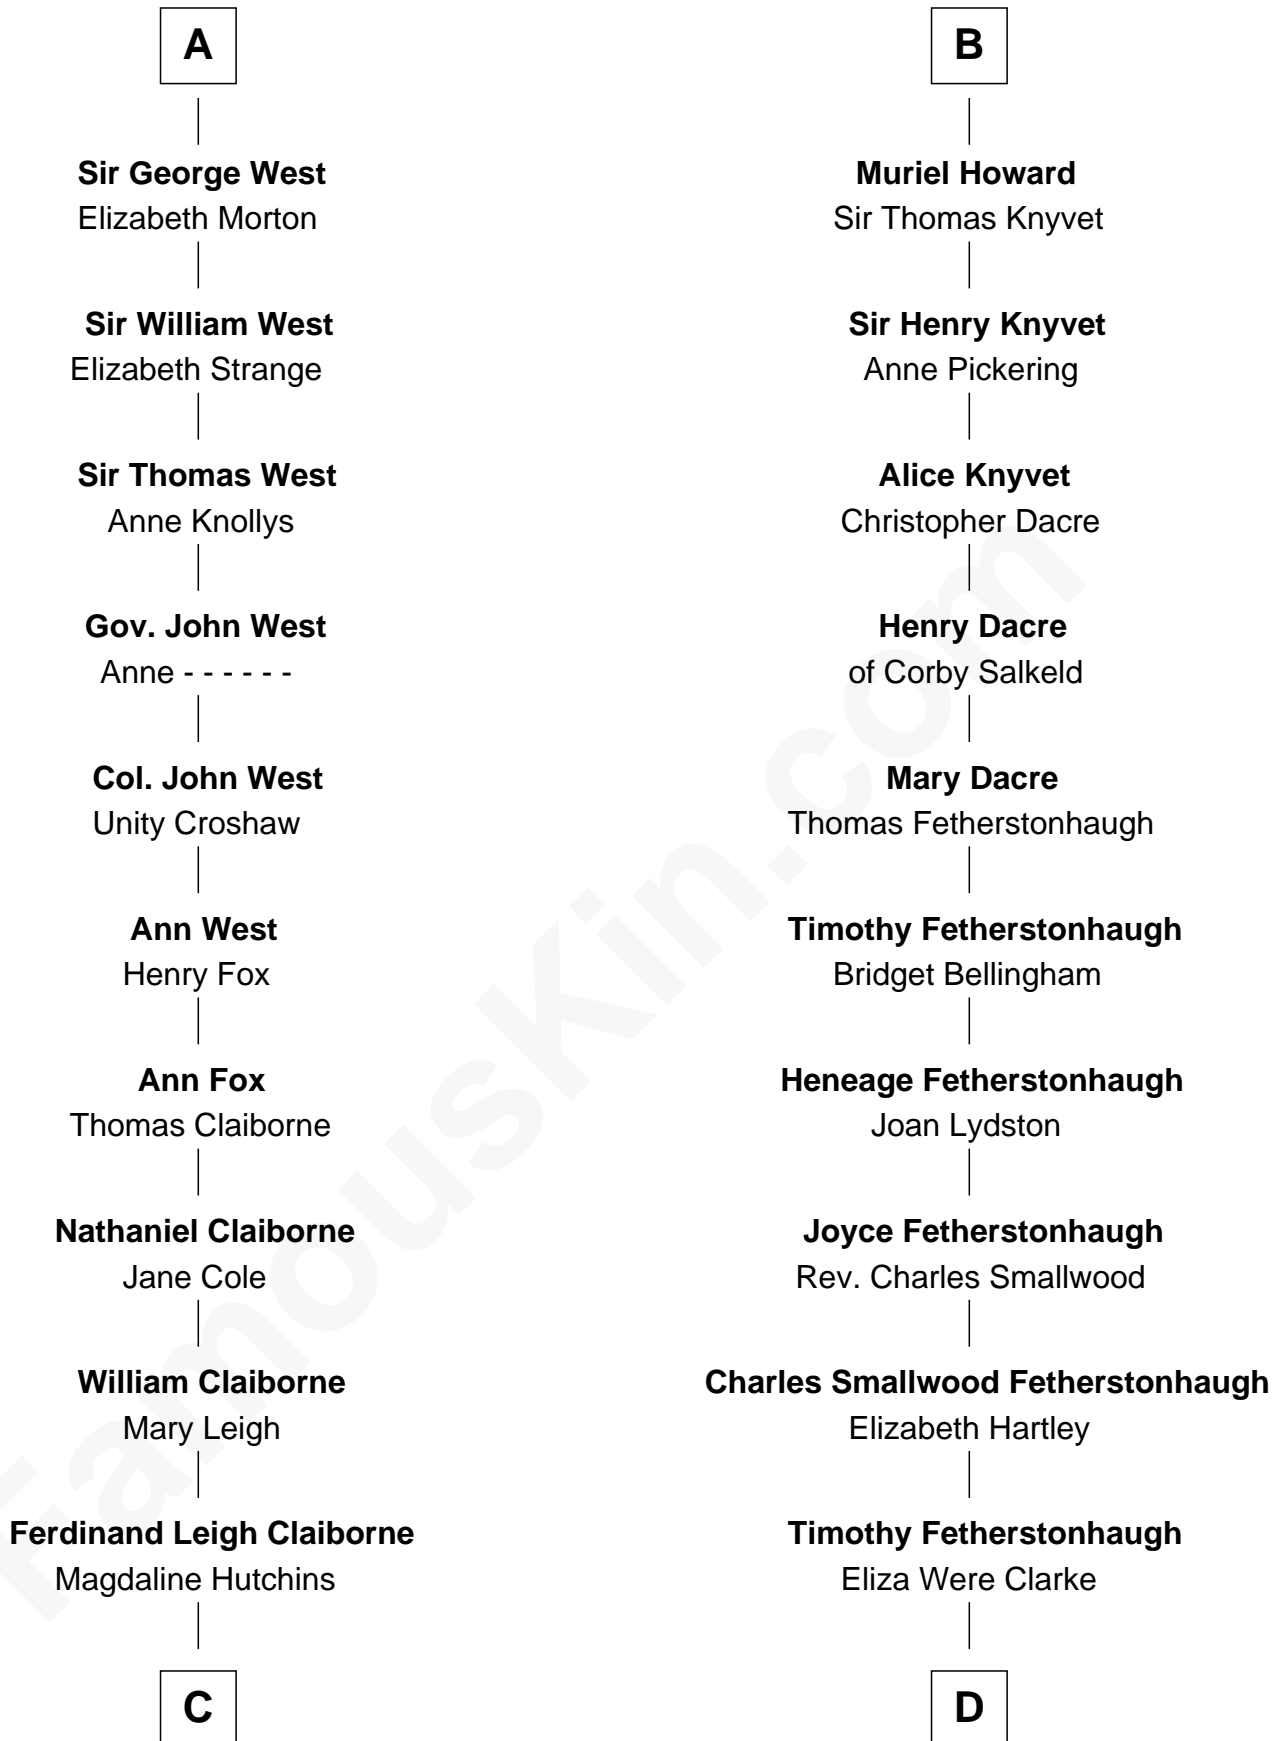 A
Sir George West
Elizabeth Morton
Sir William West
Elizabeth Strange
Sir Thomas West
Anne Knollys
Gov. John West
Anne - - - - - -
Col. John West
Unity Croshaw
Ann West
Henry Fox
Ann Fox
Thomas Claiborne
Nathaniel Claiborne
Jane Cole
William Claiborne
Mary Leigh
Ferdinand Leigh Claiborne
Magdaline Hutchins
C
B
Muriel Howard
Sir Thomas Knyvet
Sir Henry Knyvet
Anne Pickering
Alice Knyvet
Christopher Dacre
Henry Dacre
of Corby Salkeld
Mary Dacre
Thomas Fetherstonhaugh
Timothy Fetherstonhaugh
Bridget Bellingham
Heneage Fetherstonhaugh
Joan Lydston
Joyce Fetherstonhaugh
Rev. Charles Smallwood
Charles Smallwood Fetherstonhaugh
Elizabeth Hartley
Timothy Fetherstonhaugh
Eliza Were Clarke
D
FamousKin.com